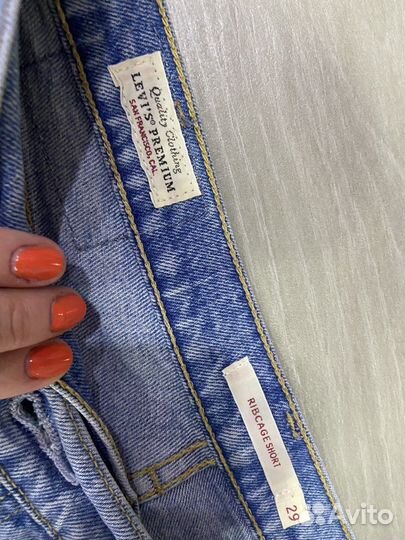 Quality Clothing
LEVI'S® PREMIUM
SAN FRANCISCO, CAL.
RIBCAGE SHORT
29
Avito